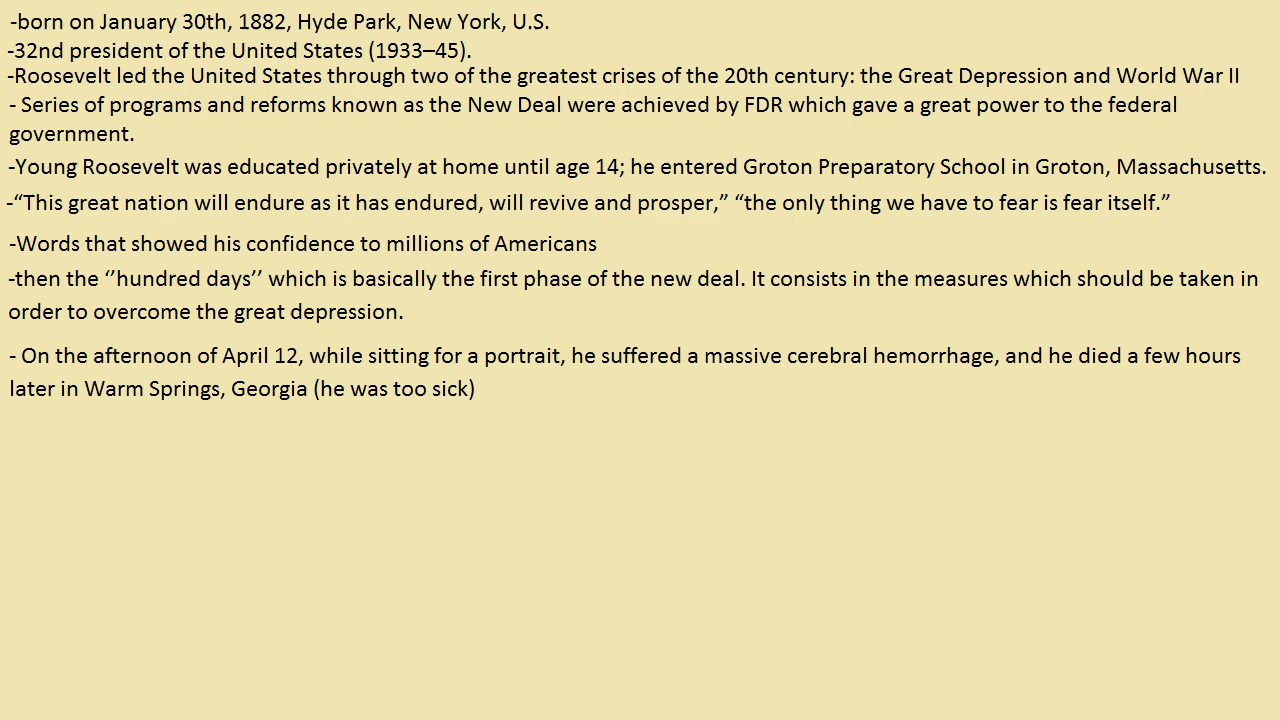 -born on January 30th, 1882, Hyde Park, New York, U.S.
-32nd president of the United States (1933–45).
-Roosevelt led the United States through two of the greatest crises of the 20th century: the Great Depression and World War II
- Series of programs and reforms known as the New Deal were achieved by FDR which gave a great power to the federal
government.
-Young Roosevelt was educated privately at home until age 14; he entered Groton Preparatory School in Groton, Massachusetts.
-“This great nation will endure as it has endured, will revive and prosper,” “the only thing we have to fear is fear itself.”
-Words that showed his confidence to millions of Americans
-then the ‘’hundred days’’ which is basically the first phase of the new deal. It consists in the measures which should be taken in
order to overcome the great depression.
- On the afternoon of April 12, while sitting for a portrait, he suffered a massive cerebral hemorrhage, and he died a few hours
later in Warm Springs, Georgia (he was too sick)